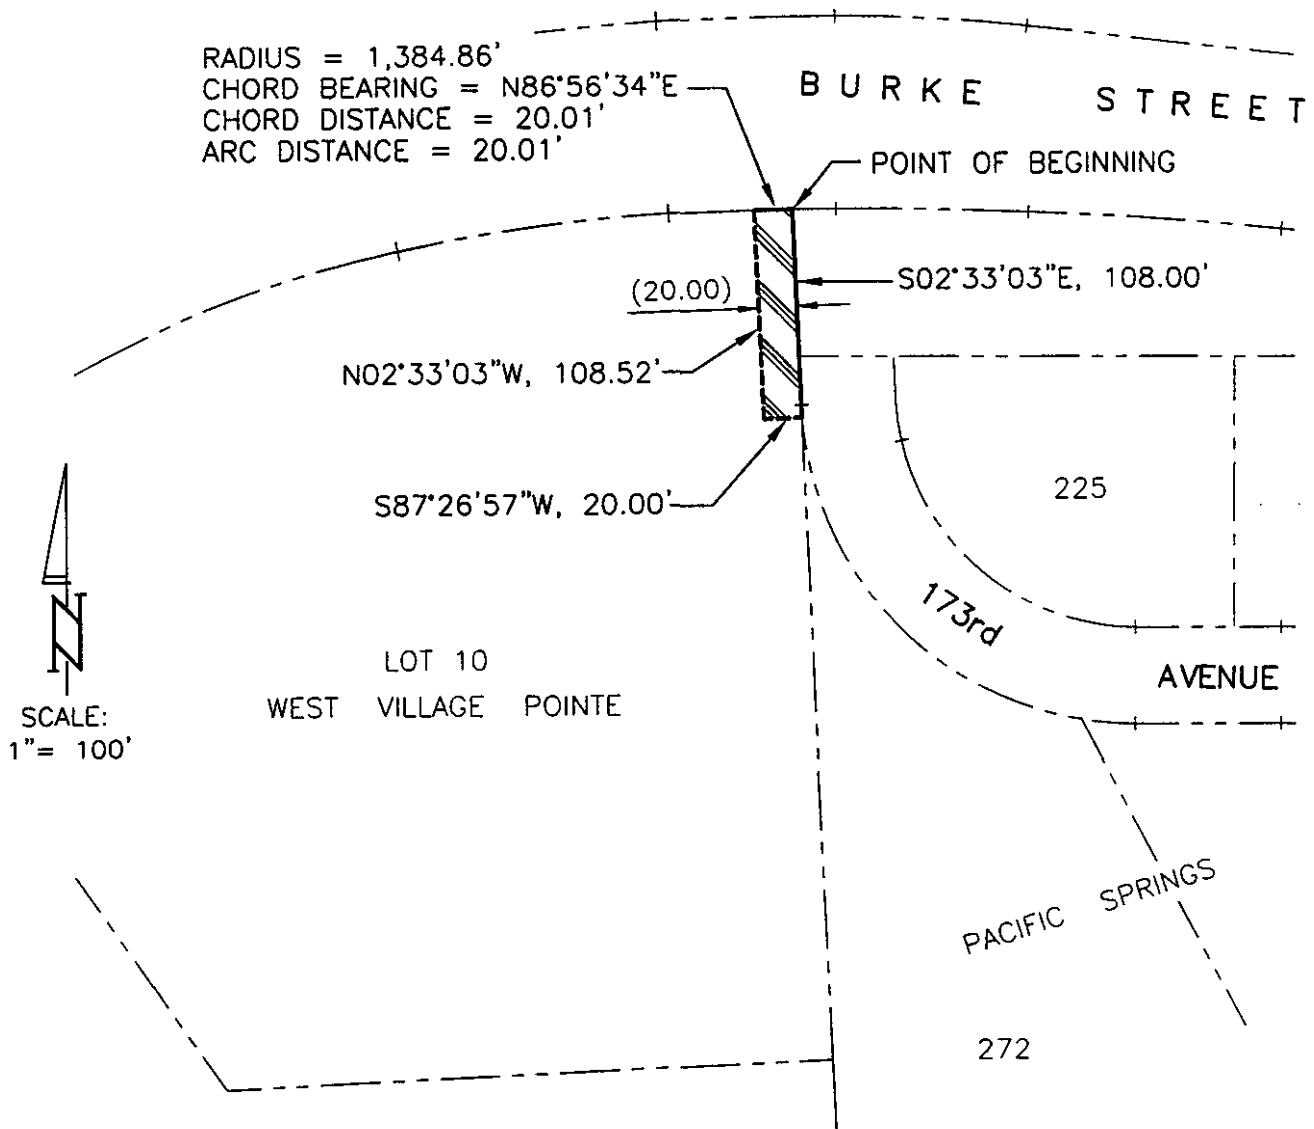 RADIUS = 1,384.86'
CHORD BEARING = N86°56'34"E
CHORD DISTANCE = 20.01'
ARC DISTANCE = 20.01'
BURKE STREET
POINT OF BEGINNING
S02°33'03"E, 108.00'
(20.00)
N02°33'03"W, 108.52'
S87°26'57"W, 20.00'
225
173rd
AVENUE
LOT 10
WEST VILLAGE POINTE
N
SCALE:
1"= 100'
PACIFIC SPRINGS
272